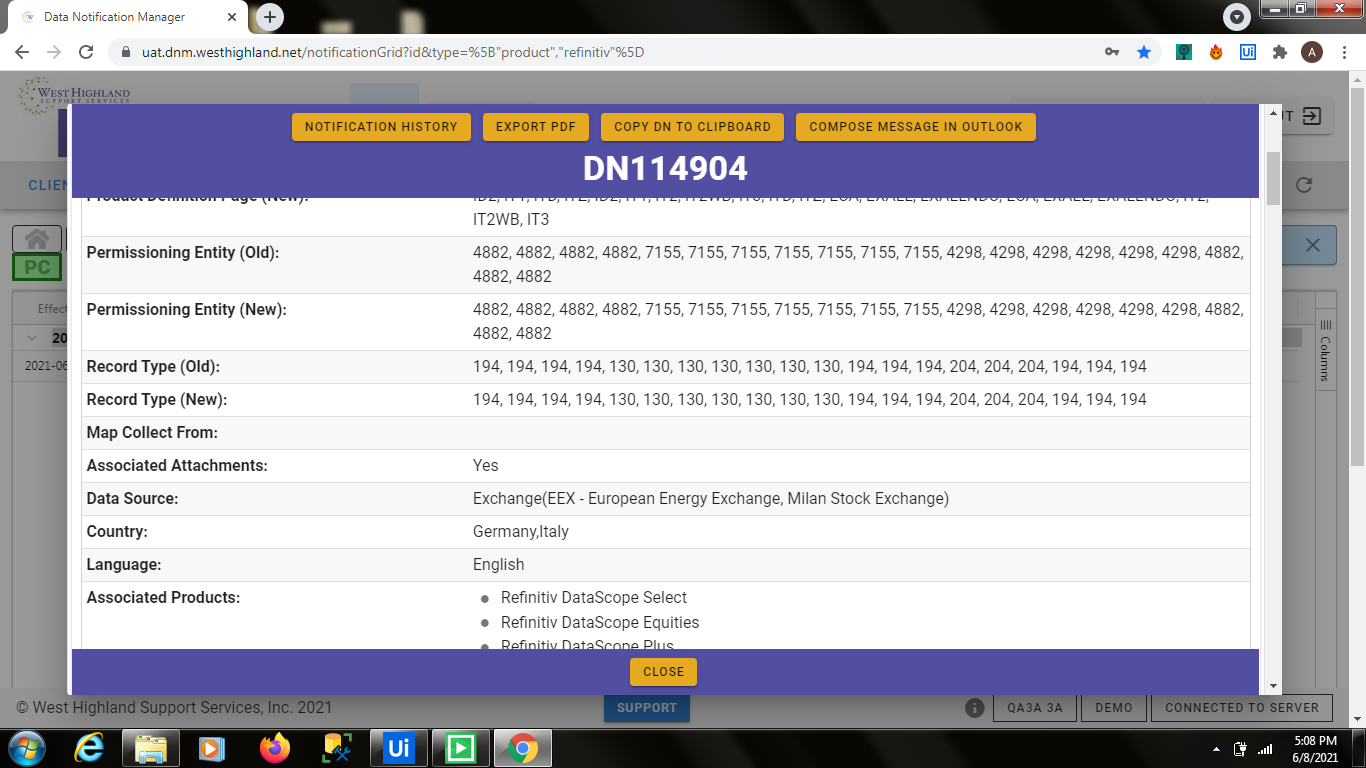 Data Notification Manager
uat.dnm.westhighland.net/notificationGrid?id&type=%5B"product","refinitiv"%5D
Ui
A
WEST HIGHLAND
SUPPORT SERVICES
NOTIFICATION HISTORY
EXPORT PDF
COPY DN TO CLIPBOARD
COMPOSE MESSAGE IN OUTLOOK
DN114904
CLIEN
PC
Effect
20
2021-06
Columns
Product Definition Page (New):
IT2WB, IT3
Permissioning Entity (Old): 4882, 4882, 4882, 4882, 7155, 7155, 7155, 7155, 7155, 7155, 7155, 4298, 4298, 4298, 4298, 4298, 4298, 4882,
4882, 4882
Permissioning Entity (New): 4882, 4882, 4882, 4882, 7155, 7155, 7155, 7155, 7155, 7155, 7155, 4298, 4298, 4298, 4298, 4298, 4298, 4882,
4882, 4882
Record Type (Old): 194, 194, 194, 194, 130, 130, 130, 130, 130, 130, 130, 194, 194, 194, 204, 204, 204, 194, 194, 194
Record Type (New): 194, 194, 194, 194, 130, 130, 130, 130, 130, 130, 130, 194, 194, 194, 204, 204, 204, 194, 194, 194
Map Collect From:
Associated Attachments: Yes
Data Source: Exchange(EEX - European Energy Exchange, Milan Stock Exchange)
Country: Germany,Italy
Language: English
Associated Products: • Refinitiv DataScope Select
• Refinitiv DataScope Equities
• Refinitiv DataScope Plus
CLOSE
© West Highland Support Services, Inc. 2021
SUPPORT
QA3A 3A
DEMO
CONNECTED TO SERVER
Ui
5:08 PM
6/8/2021